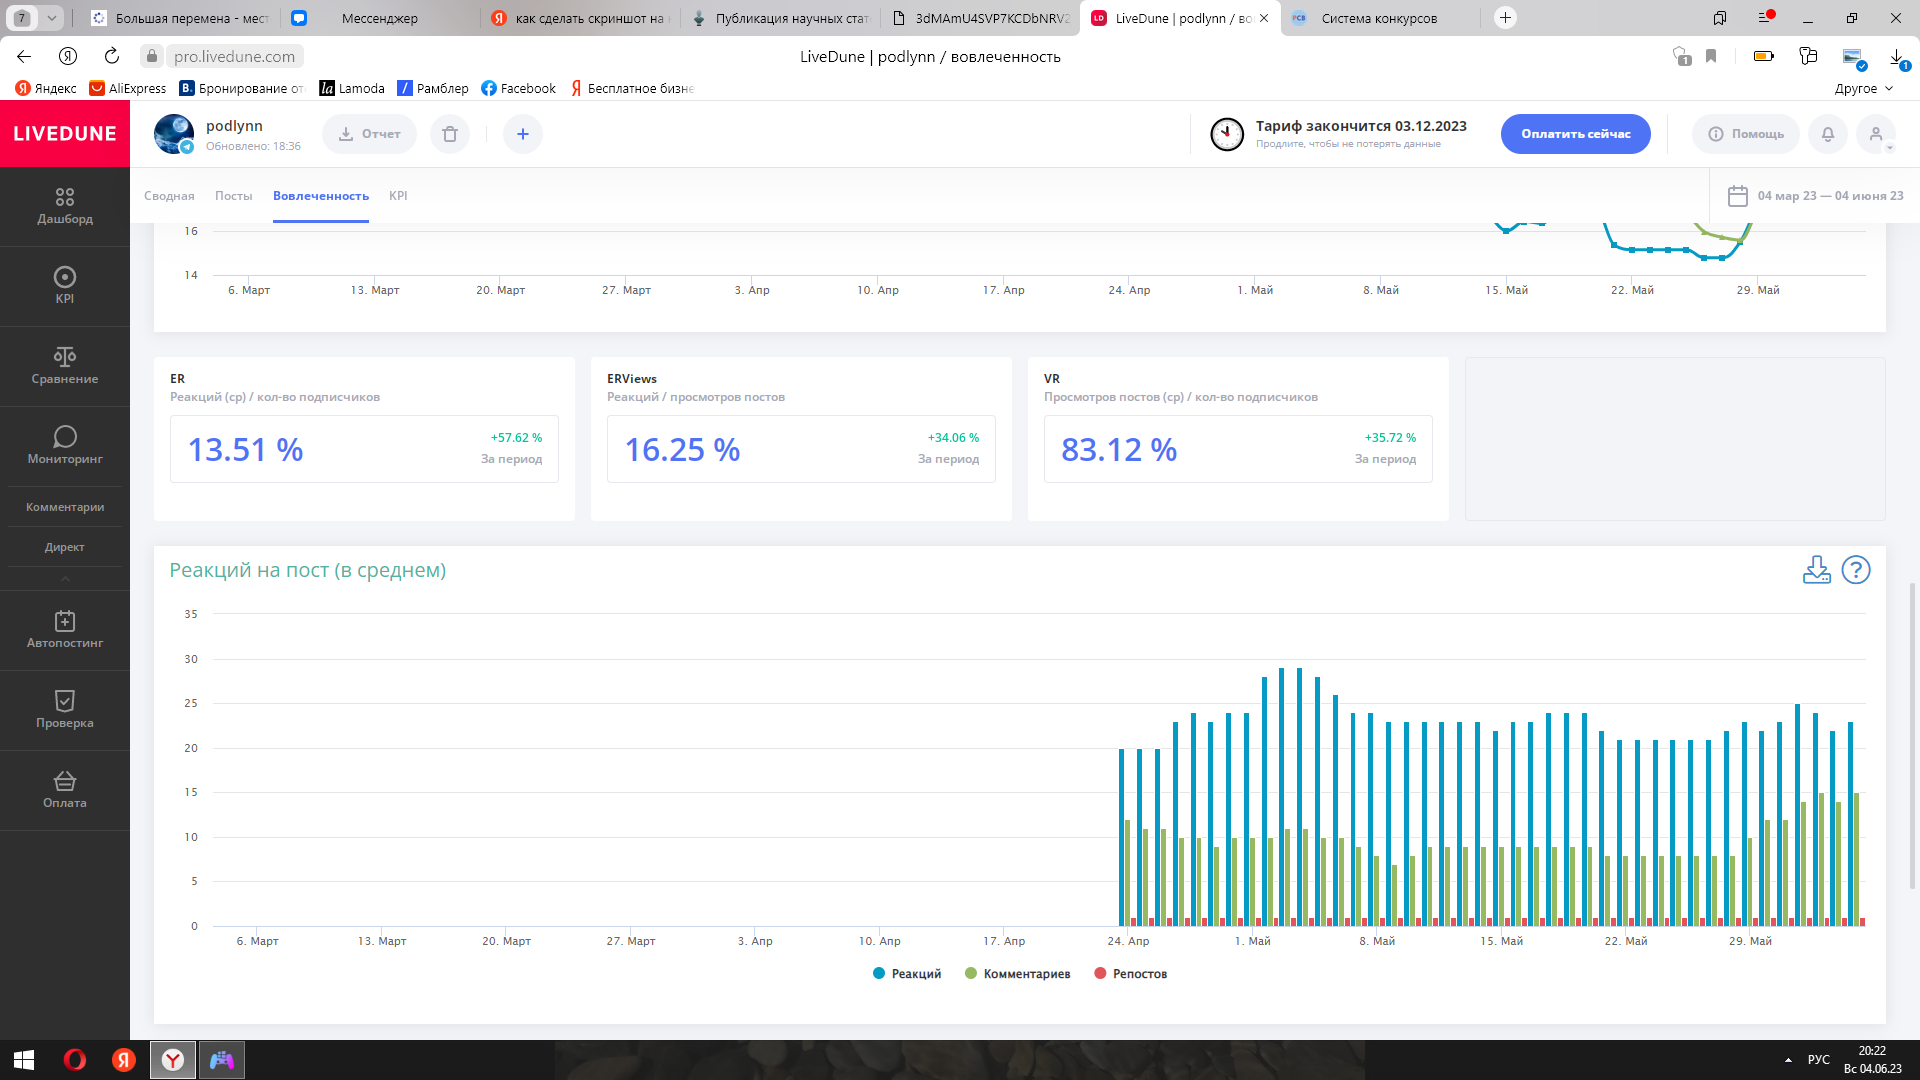 7
Большая перемена - мест
Мессенджер
как сделать скриншот на
Публикация научных стат
3dMAmU4SVP7KCDbNRV2
LiveDune | podlynn / вов
Система конкурсов
pro.livedune.com
LiveDune | podlynn / вовлеченность
1
1
Яндекс
AliExpress
Бронирование от
Lamoda
Рамблер
Facebook
Бесплатное бизне
Другое
LIVEDUNE
podlynn
Обновлено: 18:36
Отчет
Тариф закончится 03.12.2023
Продлите, чтобы не потерять данные
Оплатить сейчас
Помощь
Дашборд
KPI
Сравнение
Мониторинг
Комментарии
Директ
Автопостинг
Проверка
Оплата
Сводная
Посты
Вовлеченность
KPI
04 мар 23 — 04 июня 23
16
14
6. Март
13. Март
20. Март
27. Март
3. Апр
10. Апр
17. Апр
24. Апр
1. Май
8. Май
15. Май
22. Май
29. Май
ER
Реакций (ср) / кол-во подписчиков
13.51 %
+57.62 %
За период
ERViews
Реакций / просмотров постов
16.25 %
+34.06 %
За период
VR
Просмотров постов (ср) / кол-во подписчиков
83.12 %
+35.72 %
За период
Реакций на пост (в среднем)
35
30
25
20
15
10
5
0
6. Март
13. Март
20. Март
27. Март
3. Апр
10. Апр
17. Апр
24. Апр
1. Май
8. Май
15. Май
22. Май
29. Май
Реакций
Комментариев
Репостов
РУС
20:22
Вс 04.06.23